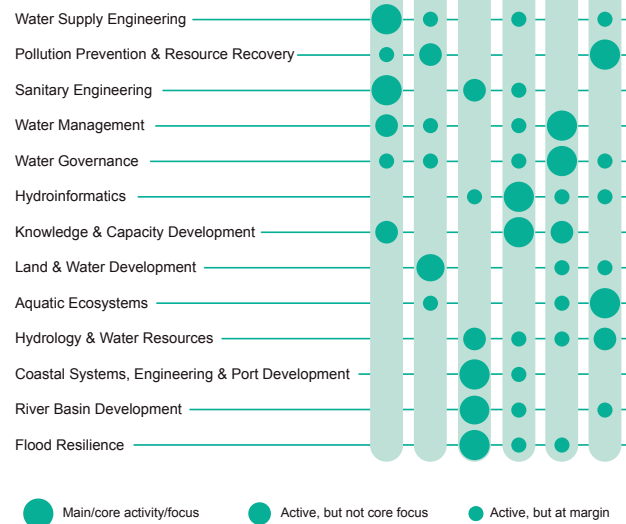 Water Supply Engineering
Pollution Prevention & Resource Recovery
Sanitary Engineering
Water Management
Water Governance
Hydroinformatics
Knowledge & Capacity Development
Land & Water Development
Aquatic Ecosystems
Hydrology & Water Resources
Coastal Systems, Engineering & Port Development
River Basin Development
Flood Resilience
Main/core activity/focus
Active, but not core focus
Active, but at margin